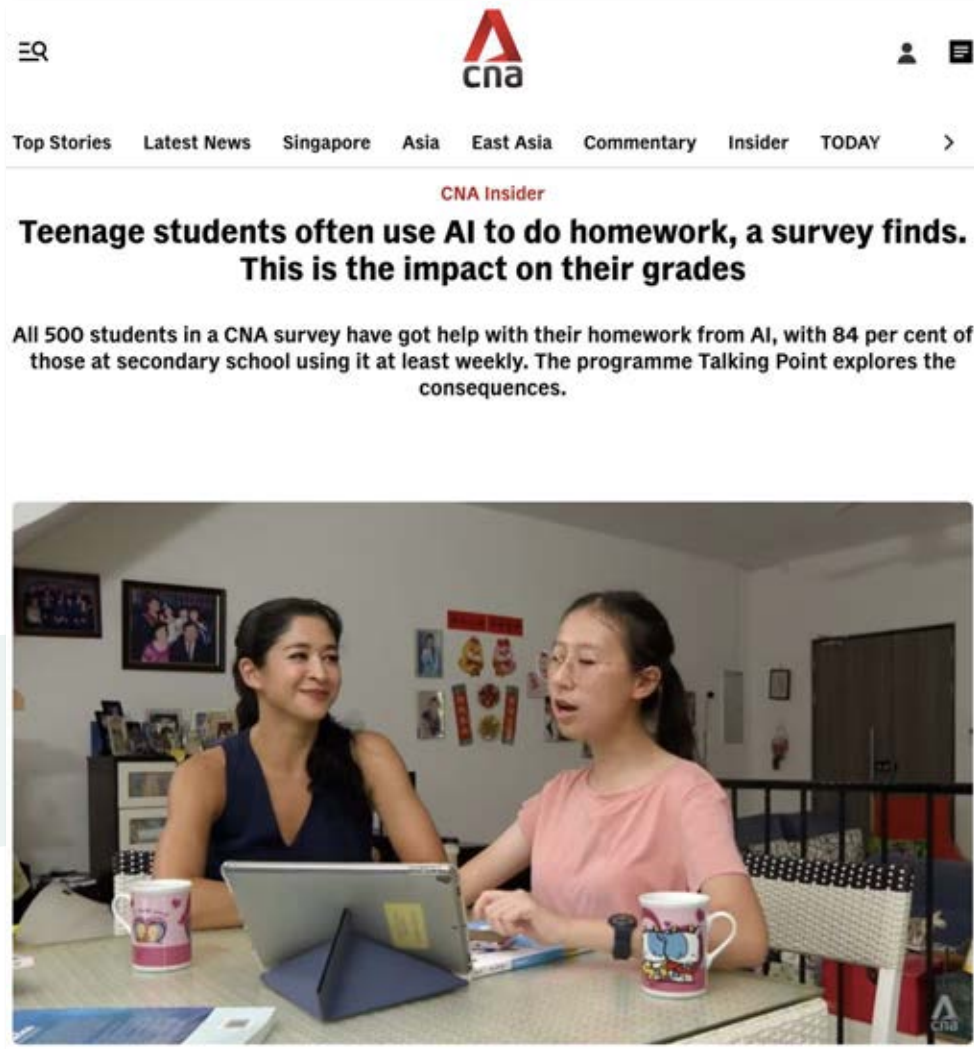 cna
Top Stories Latest News Singapore Asia East Asia Commentary Insider TODAY
CNA Insider
Teenage students often use AI to do homework, a survey finds.
This is the impact on their grades
All 500 students in a CNA survey have got help with their homework from AI, with 84 per cent of
those at secondary school using it at least weekly. The programme Talking Point explores the
consequences.
cna